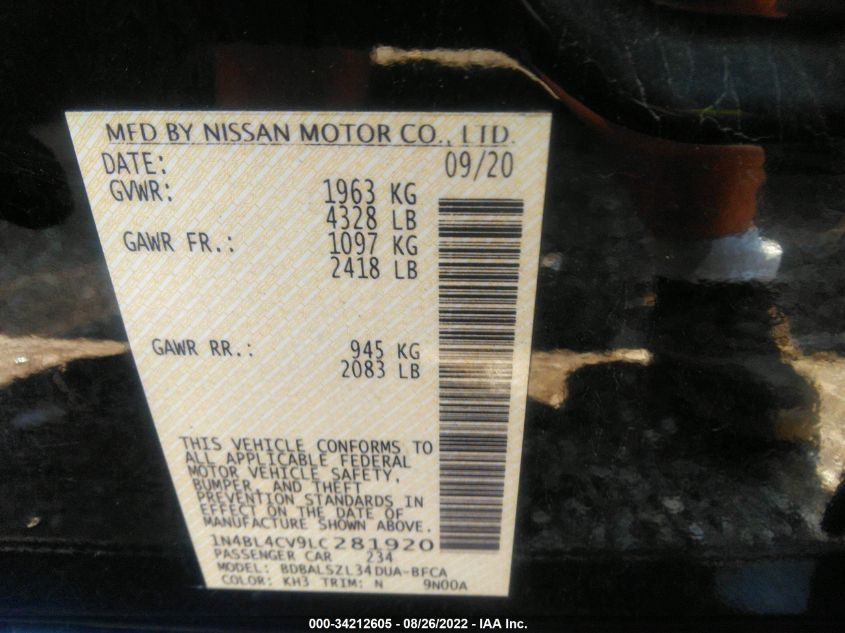 MFD BY NISSAN MOTOR CO., LTD.
DATE: 09/20
GVWR: 1963 KG
4328 LB
GAWR FR.: 1097 KG
2418 LB
GAWR RR.: 945 KG
2083 LB
THIS VEHICLE CONFORMS TO
ALL APPLICABLE FEDERAL
MOTOR VEHICLE SAFETY,
BUMPER, AND THEFT
PREVENTION STANDARDS IN
EFFECT ON THE DATE OF
MANUFACTURE SHOWN ABOVE.
1N4BL4CV9LC281920
PASSENGER CAR 234
MODEL: BDBALSZL34DUA-BFCA
COLOR: KH3 TRIM: N 9N00A
000-34212605 - 08/26/2022 - IAA Inc.